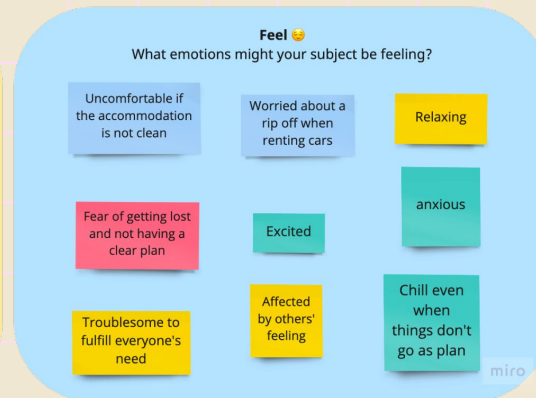 Feel 😌
What emotions might your subject be feeling?
Uncomfortable if
the accommodation
is not clean
Worried about a
rip off when
renting cars
Relaxing
Fear of getting lost
and not having a
clear plan
Excited
anxious
Troublesome to
fulfill everyone's
need
Affected
by others'
feeling
Chill even
when
things don't
go as plan
miro